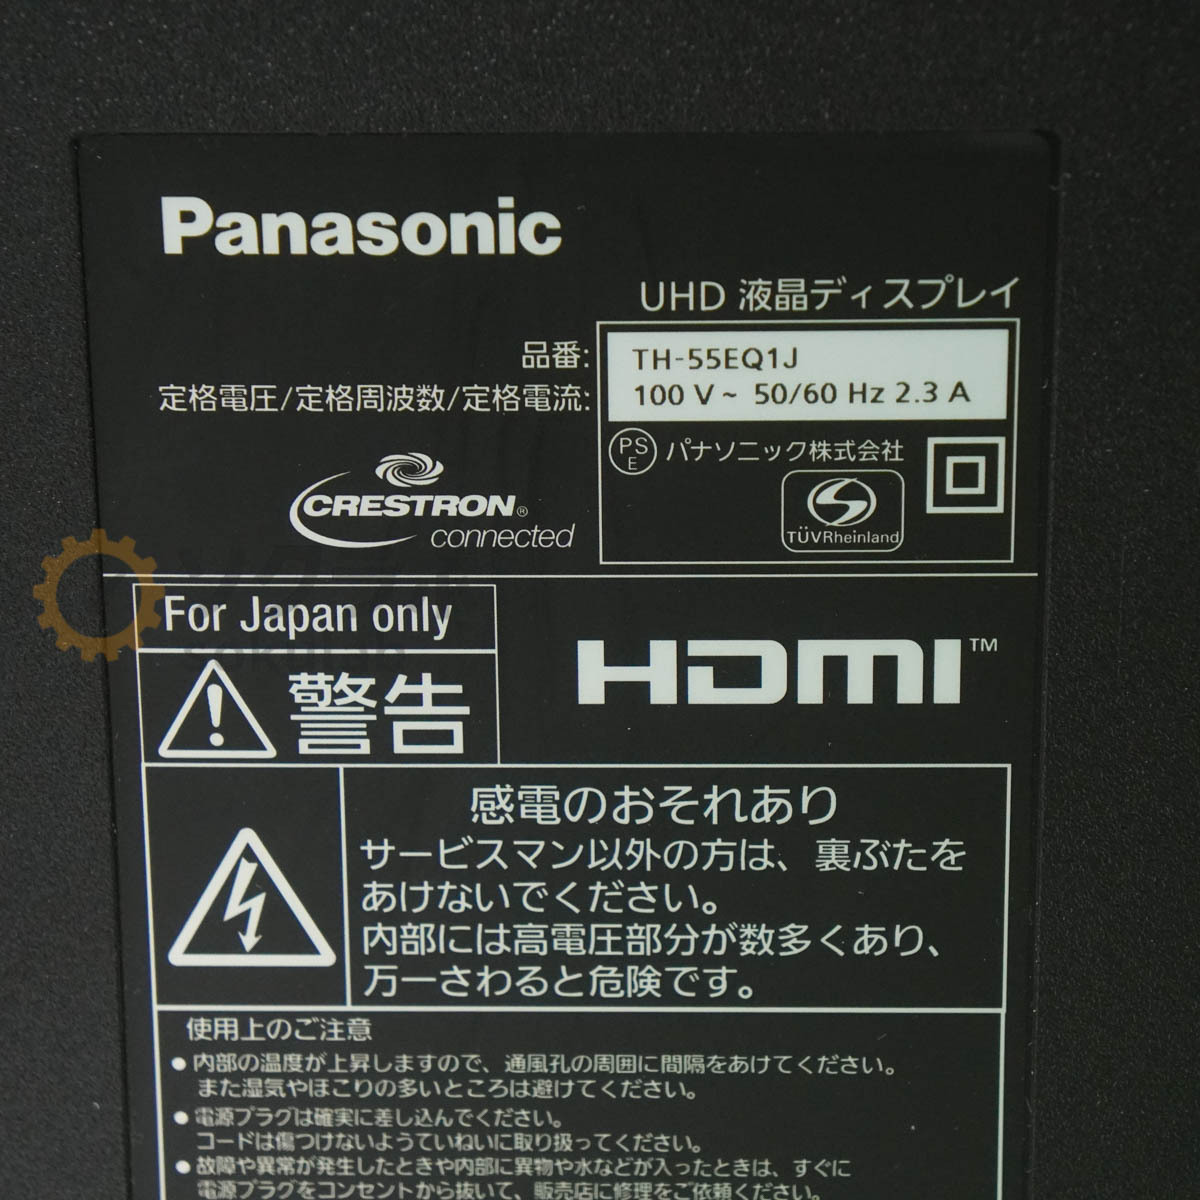 Panasonic
UHD 液晶ディスプレイ
品番: TH-55EQ1J
定格電圧/定格周波数/定格電流: 100 V ~ 50/60 Hz 2.3 A
PSE パナソニック株式会社
CRESTRON®
connected
TÜVRheinland
For Japan only
HDMI™
警告
感電のおそれあり
サービスマン以外の方は、裏ぶたを
あけないでください。
内部には高電圧部分が数多くあり、
万一さわると危険です。
使用上のご注意
●内部の温度が上昇しますので、通風孔の周囲に間隔をあけてください。
また湿気やほこりの多いところは避けてください。
●電源プラグは確実に差し込んでください。
コードは傷つけないようていねいに取り扱ってください。
●故障や異常が発生したときや内部に異物や水などが入ったときは、すぐに
電源プラグをコンセントから抜いて、販売店に修理をご依頼ください。